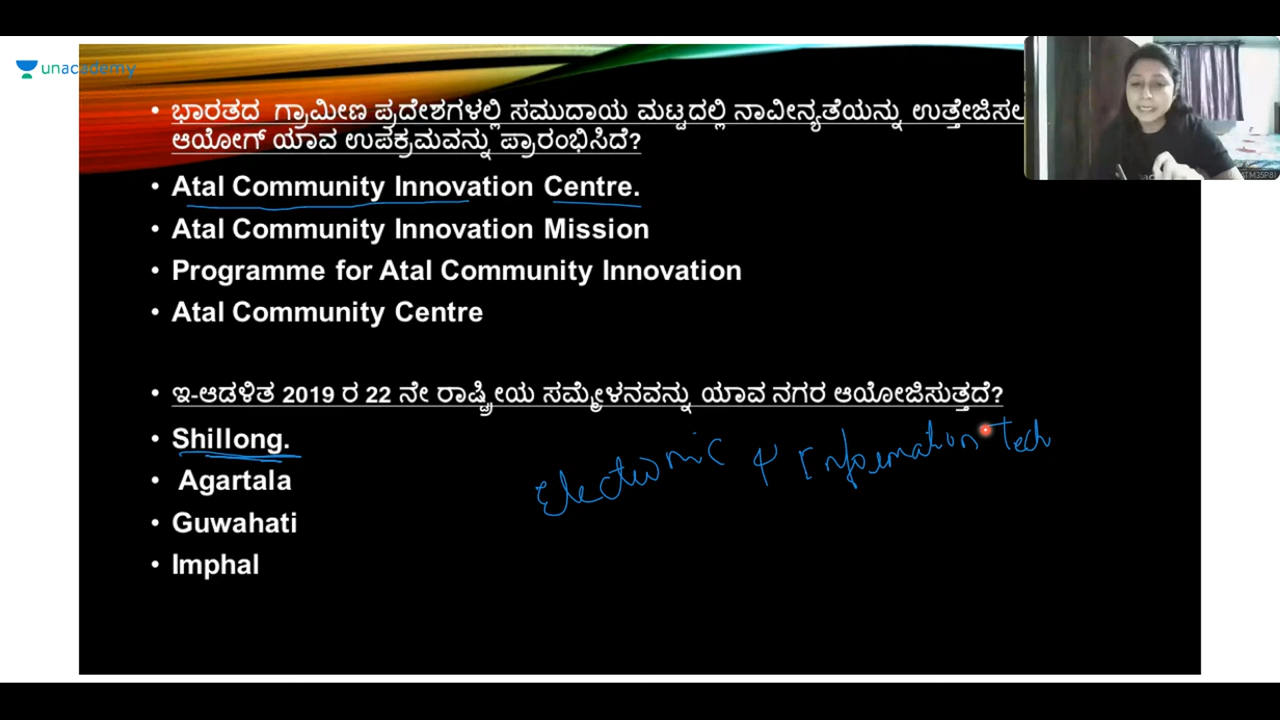 unacademy
• ಭಾರತದ ಗ್ರಾಮೀಣ ಪ್ರದೇಶಗಳಲ್ಲಿ ಸಮುದಾಯ ಮಟ್ಟದಲ್ಲಿ ನಾವೀನ್ಯತೆಯನ್ನು ಉತ್ತೇಜಿಸಲ
ಆಯೋಗ್ ಯಾವ ಉಪಕ್ರಮವನ್ನು ಪ್ರಾರಂಭಿಸಿದೆ?
• Atal Community Innovation Centre.
• Atal Community Innovation Mission
• Programme for Atal Community Innovation
• Atal Community Centre
• ಇ-ಆಡಳಿತ 2019 ರ 22 ನೇ ರಾಷ್ಟ್ರೀಯ ಸಮ್ಮೇಳನವನ್ನು ಯಾವ ನಗರ ಆಯೋಜಿಸುತ್ತದೆ?
• Shillong.
Electronic & Information Tech
• Agartala
• Guwahati
• Imphal